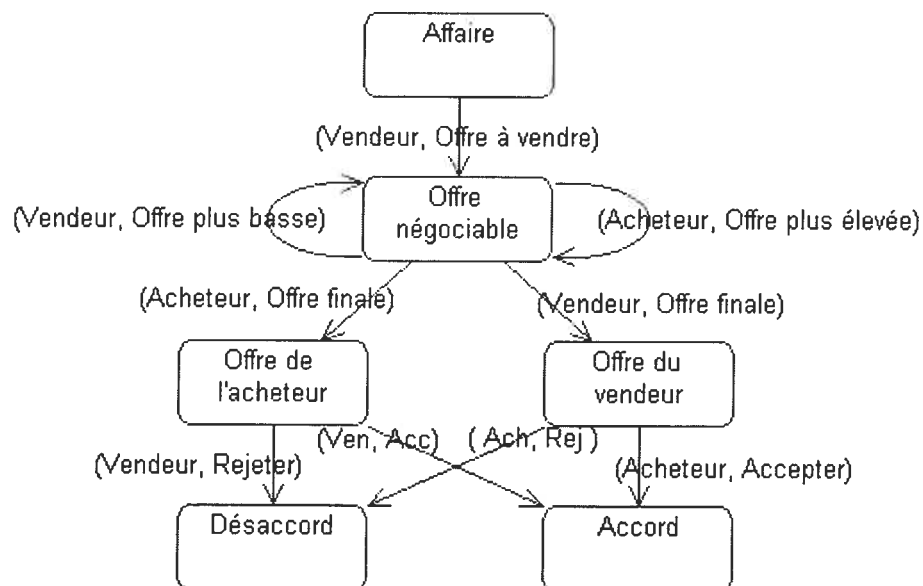 Affaire
(Vendeur, Offre à vendre)
Offre
négociable
(Vendeur, Offre plus basse)
(Acheteur, Offre plus élevée)
(Acheteur, Offre finale)
(Vendeur, Offre finale)
Offre de
l'acheteur
Offre du
vendeur
(Ven, Acc)
( Ach, Rej )
(Vendeur, Rejeter)
(Acheteur, Accepter)
Désaccord
Accord